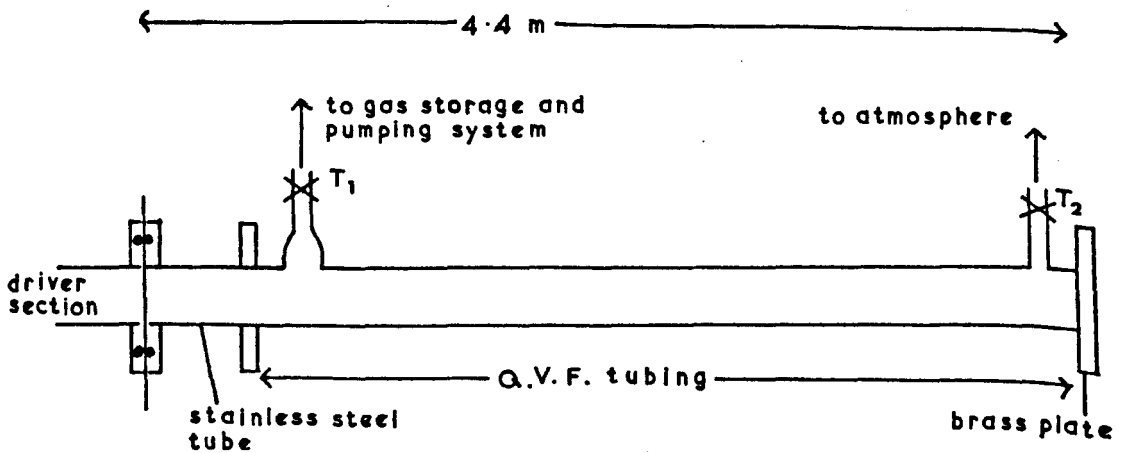 4.4 m
to gas storage and
pumping system
to atmosphere
T1
T2
driver
section
Q.V.F. tubing
stainless steel
tube
brass plate